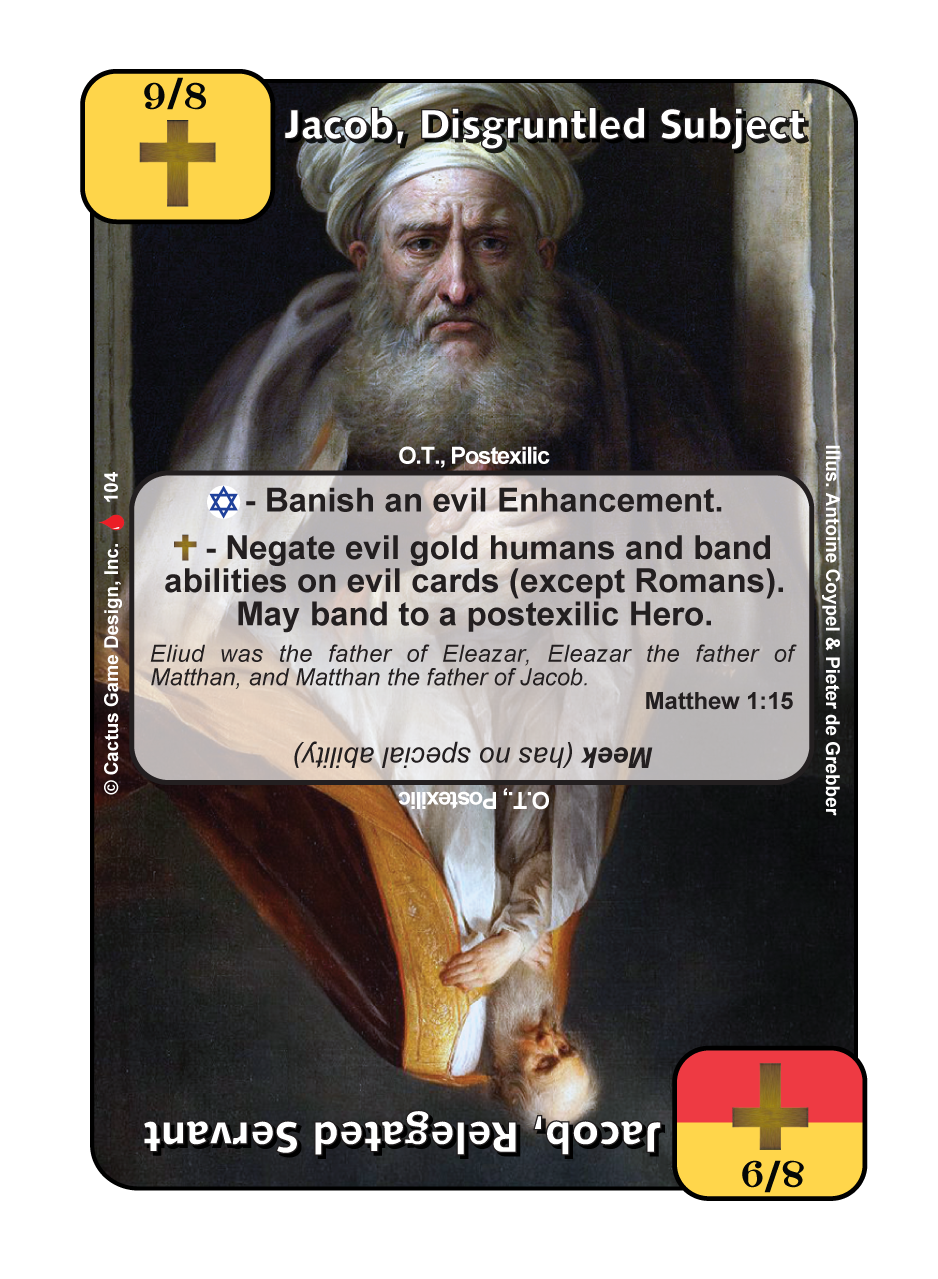 9/8
Jacob, Disgruntled Subject
O.T., Postexilic
- Banish an evil Enhancement.
- Negate evil gold humans and band
abilities on evil cards (except Romans).
May band to a postexilic Hero.
Eliud was the father of Eleazar, Eleazar the father of
Matthan, and Matthan the father of Jacob.
Matthew 1:15
Meek (has no special ability)
O.T., Postexilic
Jacob, Relegated Servant
6/8
© Cactus Game Design, Inc. 104
Illus. Antoine Coypel & Pieter de Grebber